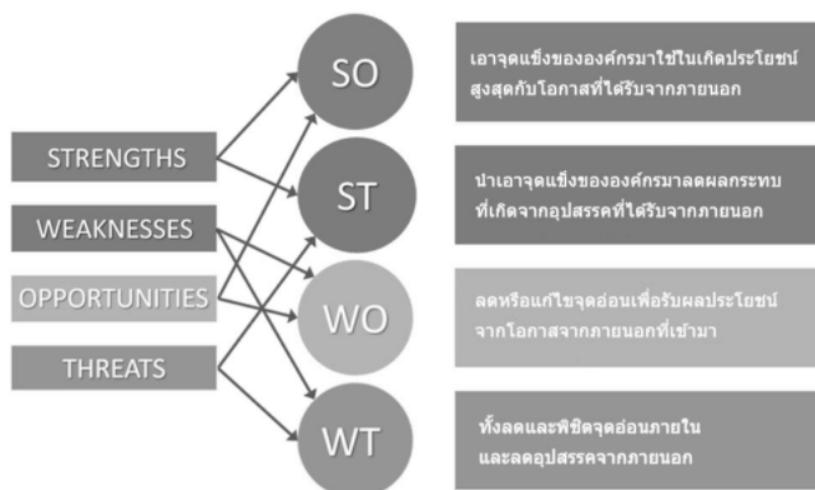 STRENGTHS
WEAKNESSES
OPPORTUNITIES
THREATS
SO
เอาจุดแข็งขององค์กรมาใช้ในเกิดประโยชน์
สูงสุดกับโอกาสที่ได้รับจากภายนอก
ST
นำเอาจุดแข็งขององค์กรมาลดผลกระทบ
ที่เกิดจากอุปสรรคที่ได้รับจากภายนอก
WO
ลดหรือแก้ไขจุดอ่อนเพื่อรับผลประโยชน์
จากโอกาสจากภายนอกที่เข้ามา
WT
ทั้งลดและพิชิตจุดอ่อนภายใน
และลดอุปสรรคจากภายนอก